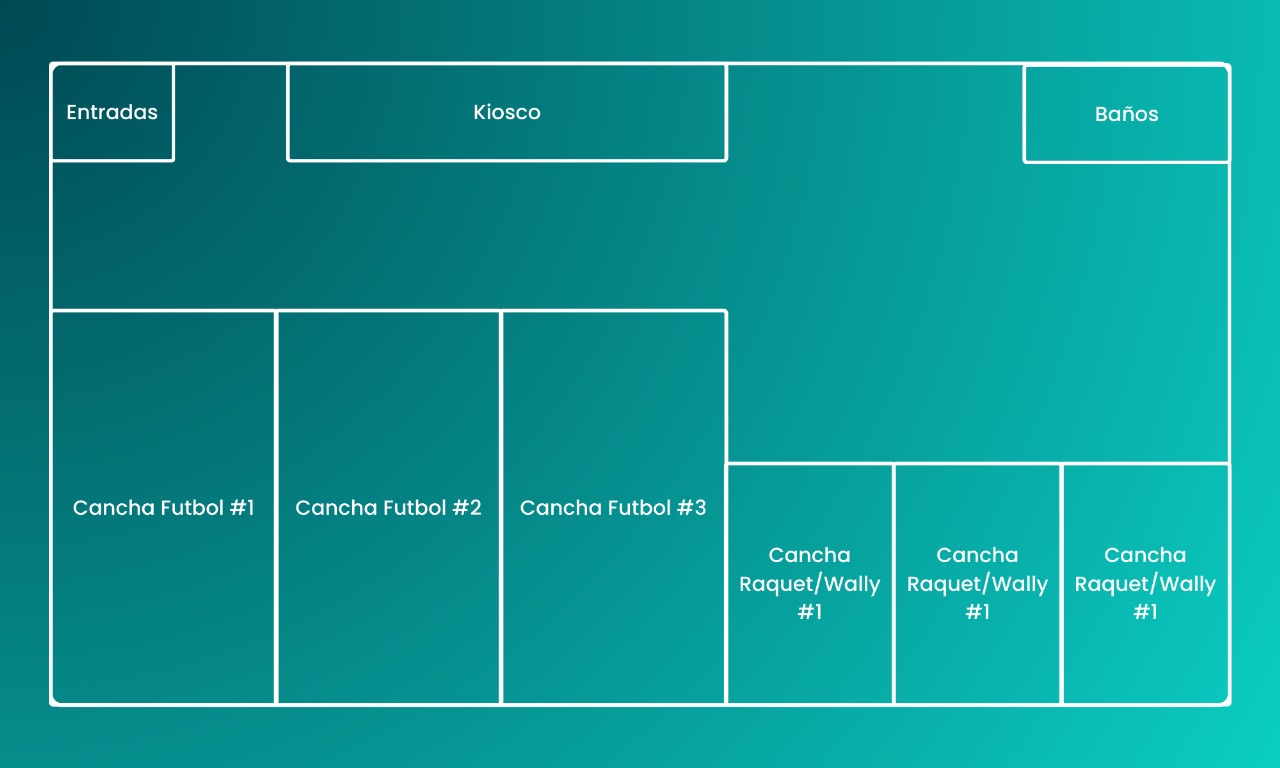 Entradas
Kiosco
Baños
Cancha Futbol #1
Cancha Futbol #2
Cancha Futbol #3
Cancha
Raquet/Wally
#1
Cancha
Raquet/Wally
#1
Cancha
Raquet/Wally
#1